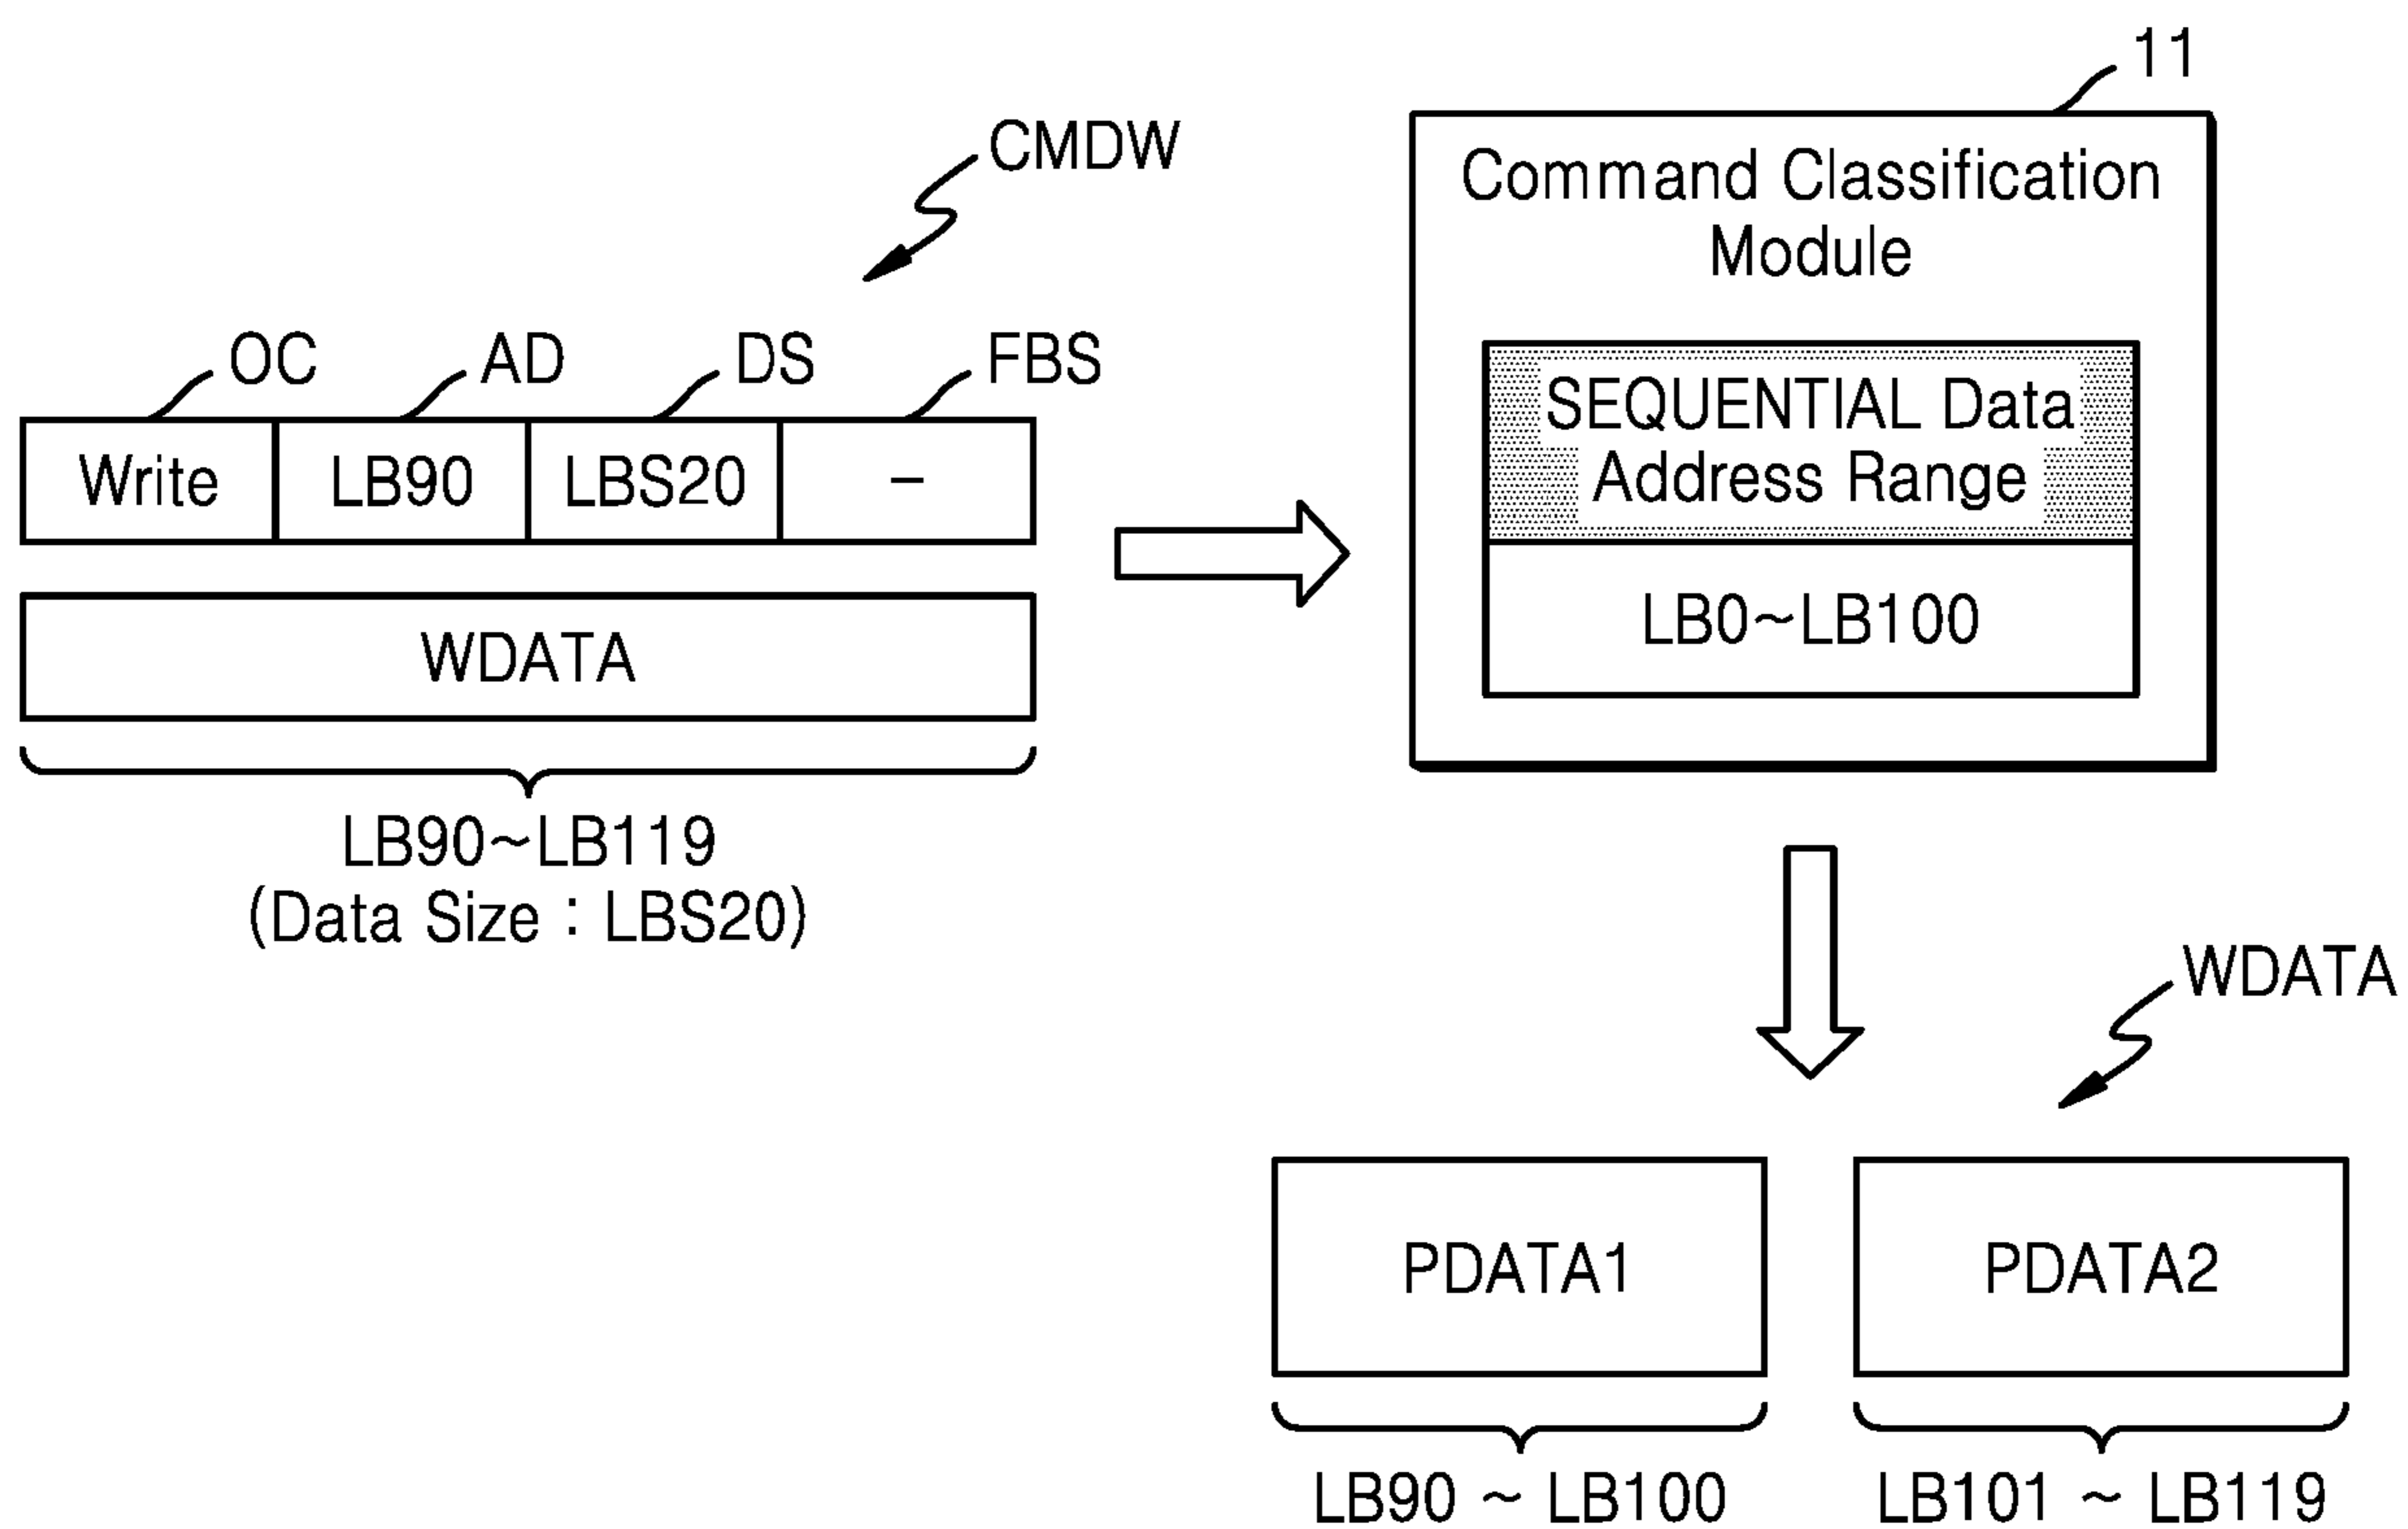 11
CMDW
Command Classification
Module
OC AD DS FBS
Write LB90 LBS20 –
SEQUENTIAL Data
Address Range
LB0~LB100
WDATA
LB90~LB119
(Data Size : LBS20)
WDATA
PDATA1 PDATA2
LB90 ~ LB100 LB101 ~ LB119